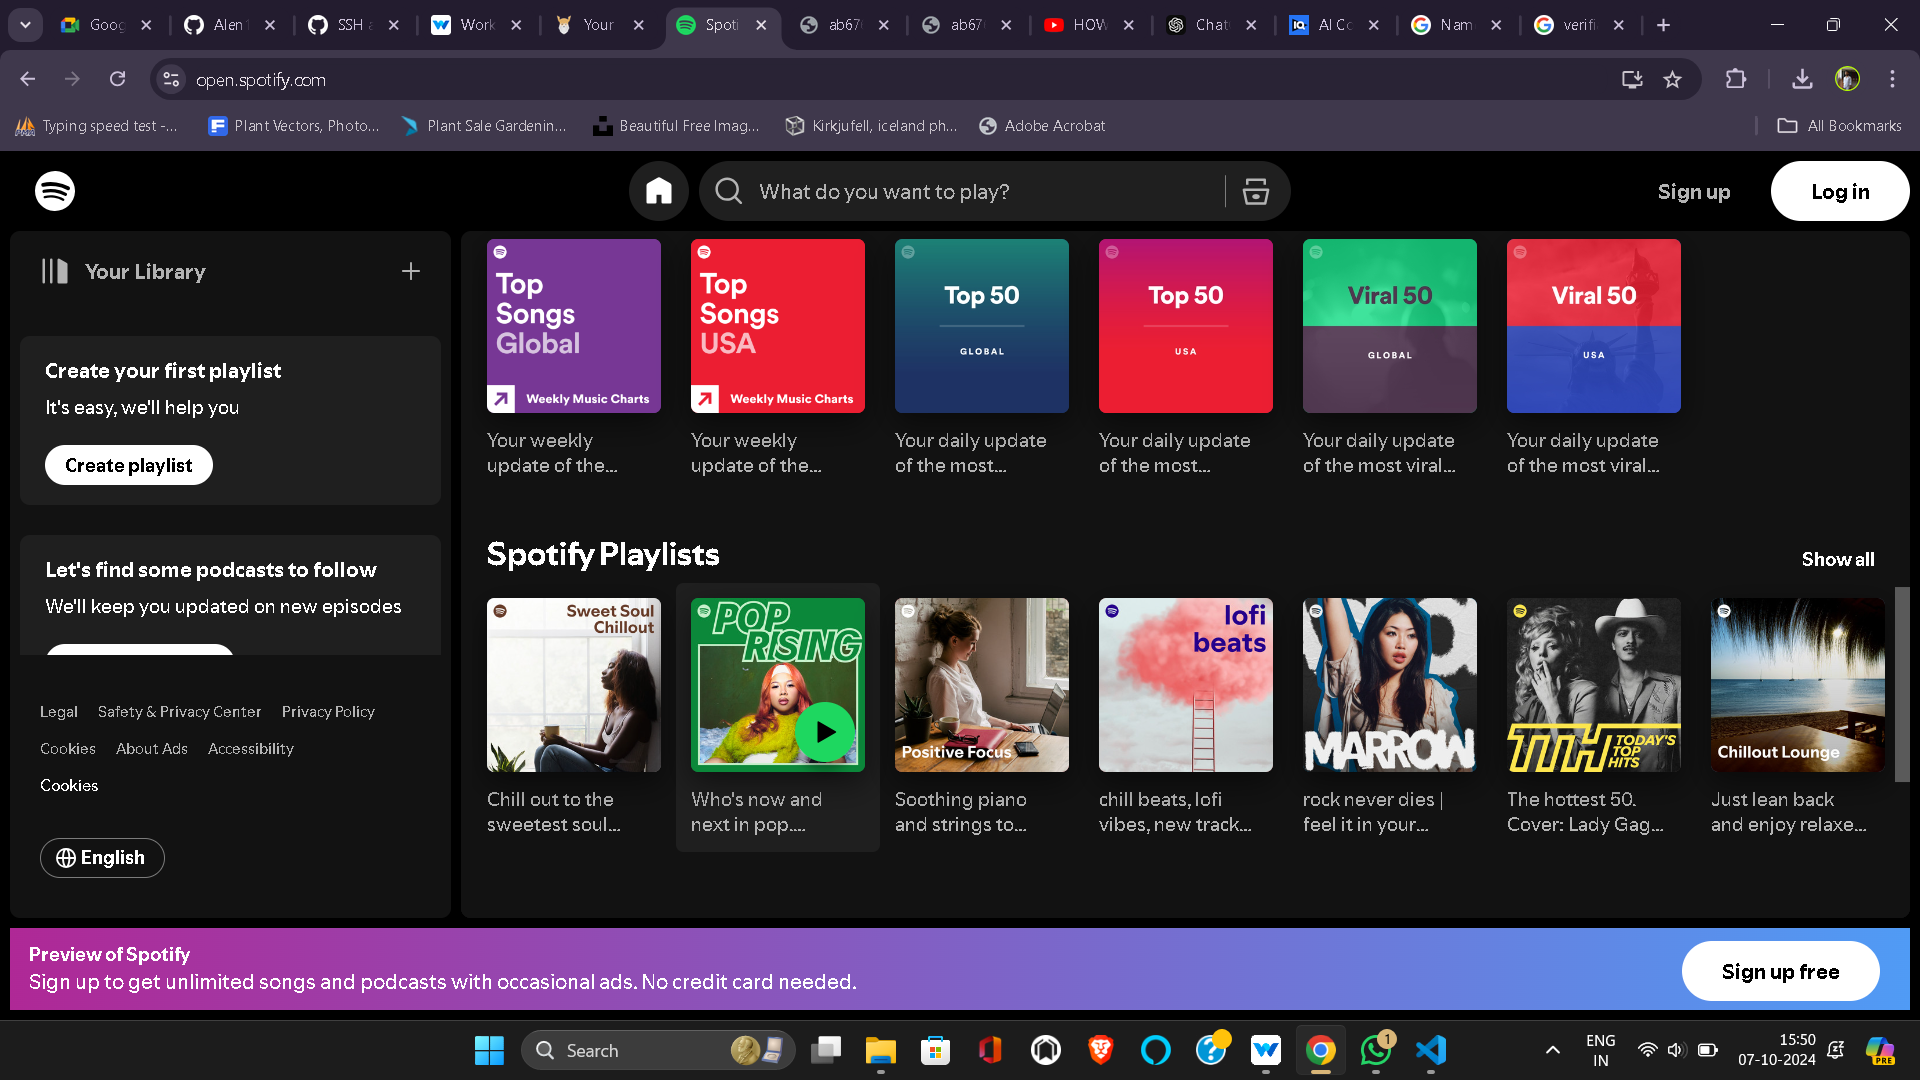 Goog
Alen
SSH a
Work
Your
Spoti
ab67
ab67
HOW
Chat
AI Co
Nam
verifi
open.spotify.com
Typing speed test -...
Plant Vectors, Photo...
Plant Sale Gardenin...
Beautiful Free Imag...
Kirkjufell, iceland ph...
Adobe Acrobat
All Bookmarks
What do you want to play?
Sign up
Log in
Your Library
Create your first playlist
It's easy, we'll help you
Create playlist
Let's find some podcasts to follow
We'll keep you updated on new episodes
Legal
Safety & Privacy Center
Privacy Policy
Cookies
About Ads
Accessibility
Cookies
English
Top
Songs
Global
Weekly Music Charts
Your weekly
update of the...
Top
Songs
USA
Weekly Music Charts
Your weekly
update of the...
Top 50
GLOBAL
Your daily update
of the most...
Top 50
USA
Your daily update
of the most...
Viral 50
GLOBAL
Your daily update
of the most viral...
Viral 50
USA
Your daily update
of the most viral...
Spotify Playlists
Show all
Sweet Soul
Chillout
Chill out to the
sweetest soul...
POP
RISING
Who's now and
next in pop....
Positive Focus
Soothing piano
and strings to...
lofi
beats
chill beats, lofi
vibes, new track...
MARROW
rock never dies |
feel it in your...
TTH TODAY'S
TOP
HITS
The hottest 50.
Cover: Lady Gag...
Chillout Lounge
Just lean back
and enjoy relaxe...
Preview of Spotify
Sign up to get unlimited songs and podcasts with occasional ads. No credit card needed.
Sign up free
Search
1
ENG
IN
15:50
07-10-2024
PRE